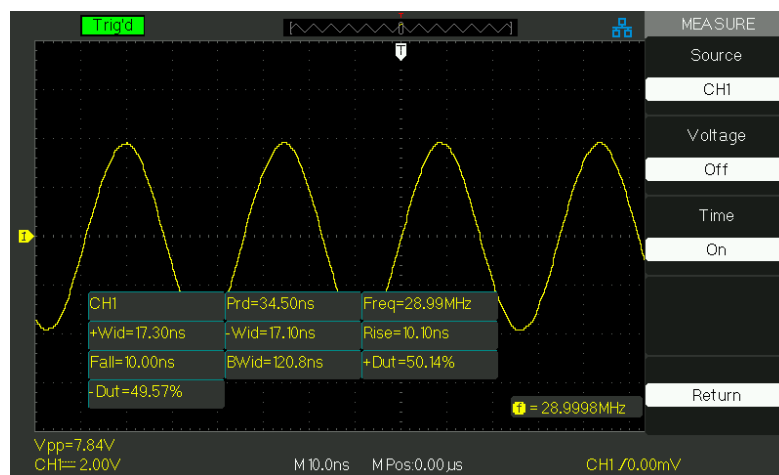 Trig'd
MEASURE
T
Source
CH1
Voltage
Off
Time
On
1
CH1 Prd=34.50ns Freq=28.99MHz
+Wid=17.30ns -Wid=17.10ns Rise=10.10ns
Fall=10.00ns BWid=120.8ns +Dut=50.14%
-Dut=49.57%
f = 28.9998MHz
Return
Vpp=7.84V
CH1 2.00V M 10.0ns M Pos:0.00µs CH1 0.00mV